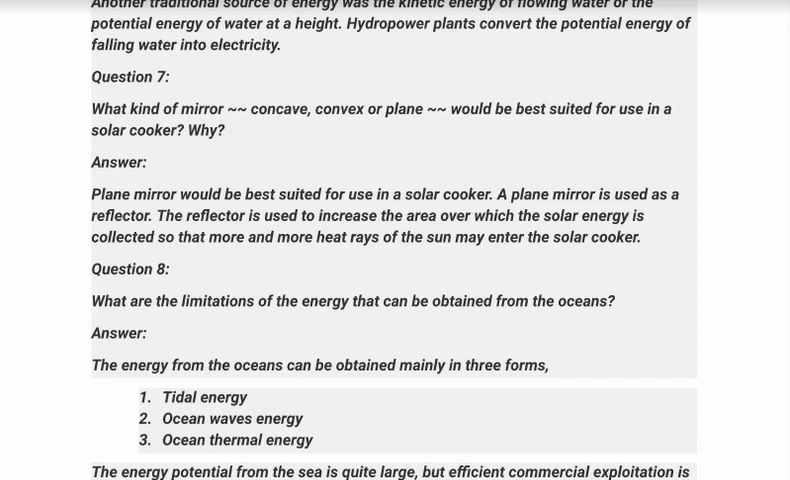 Another traditional source of energy was the kinetic energy of flowing water or the
potential energy of water at a height. Hydropower plants convert the potential energy of
falling water into electricity.
Question 7:
What kind of mirror ~~ concave, convex or plane ~~ would be best suited for use in a
solar cooker? Why?
Answer:
Plane mirror would be best suited for use in a solar cooker. A plane mirror is used as a
reflector. The reflector is used to increase the area over which the solar energy is
collected so that more and more heat rays of the sun may enter the solar cooker.
Question 8:
What are the limitations of the energy that can be obtained from the oceans?
Answer:
The energy from the oceans can be obtained mainly in three forms,
1. Tidal energy
2. Ocean waves energy
3. Ocean thermal energy
The energy potential from the sea is quite large, but efficient commercial exploitation is